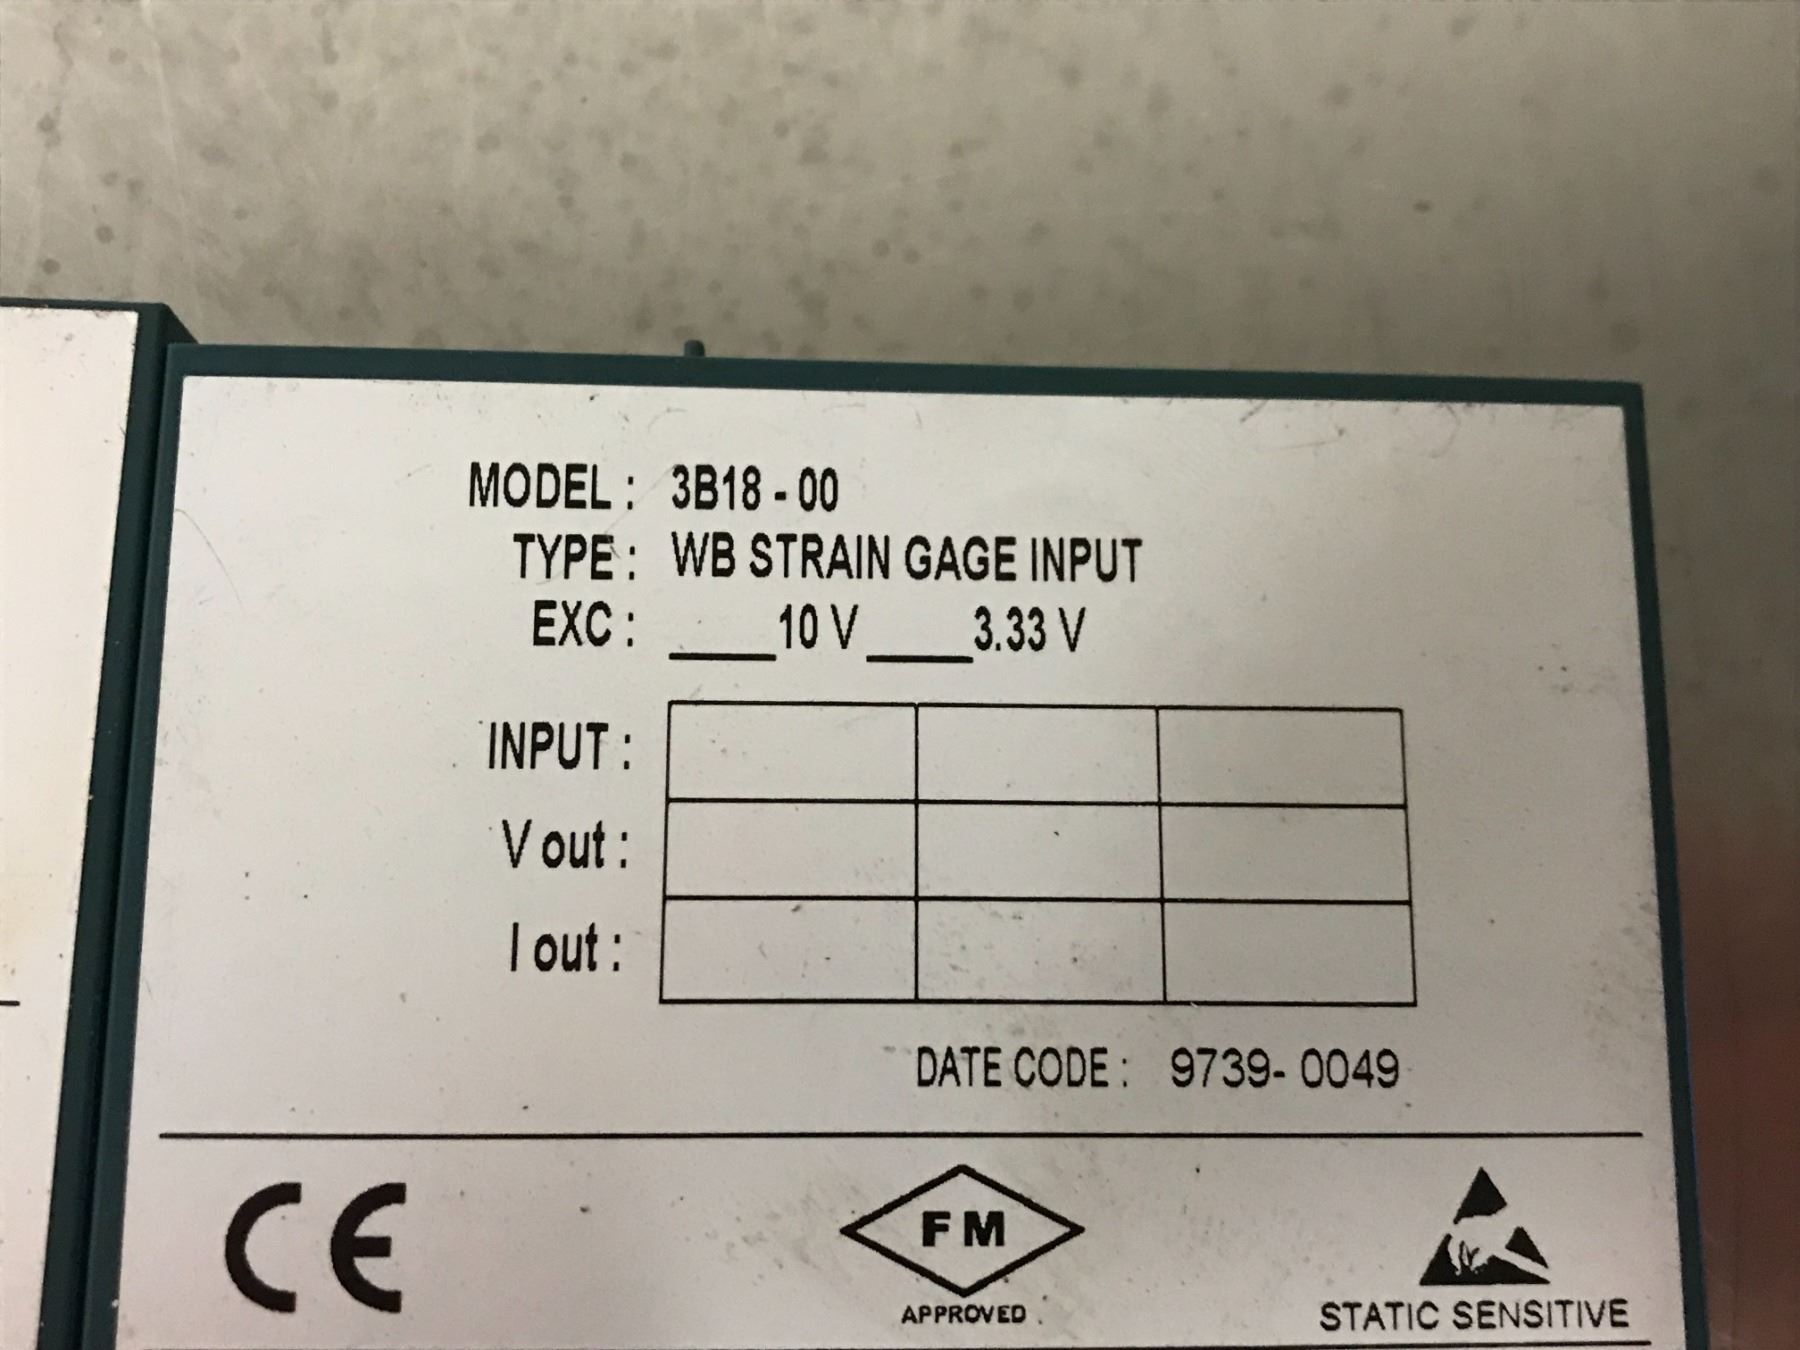 MODEL : 3B18 - 00
TYPE : WB STRAIN GAGE INPUT
EXC : ____10 V ____3.33 V
INPUT :
V out :
I out :
DATE CODE : 9739- 0049
CE
FM
APPROVED
STATIC SENSITIVE